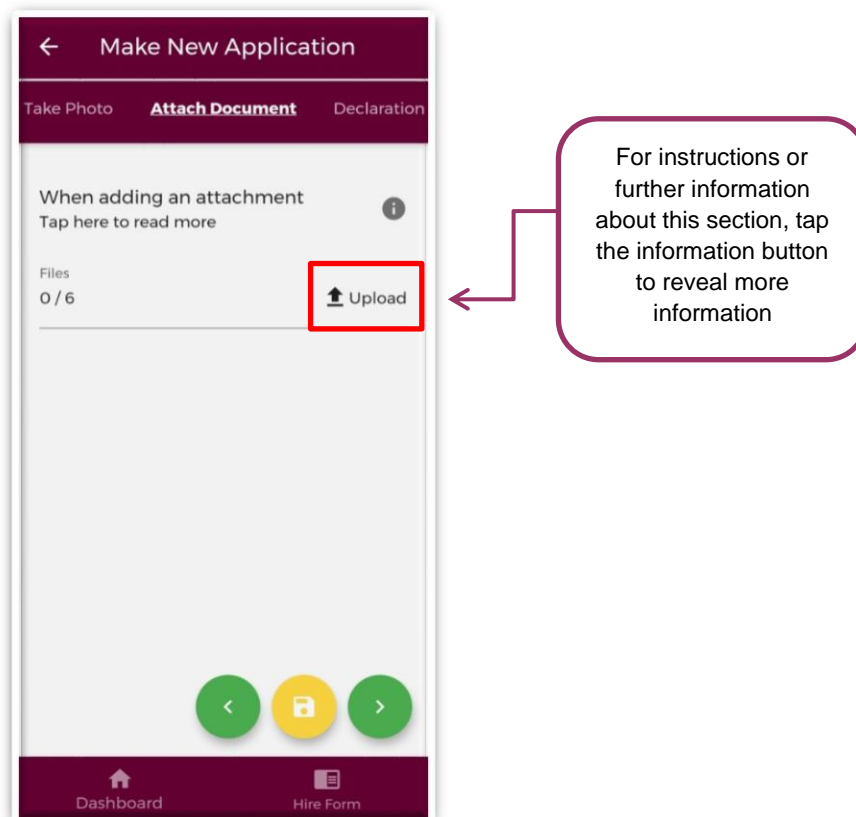 Make New Application
Take Photo Attach Document Declaration
When adding an attachment
Tap here to read more
Files
0 / 6
Upload
Dashboard
Hire Form
For instructions or
further information
about this section, tap
the information button
to reveal more
information